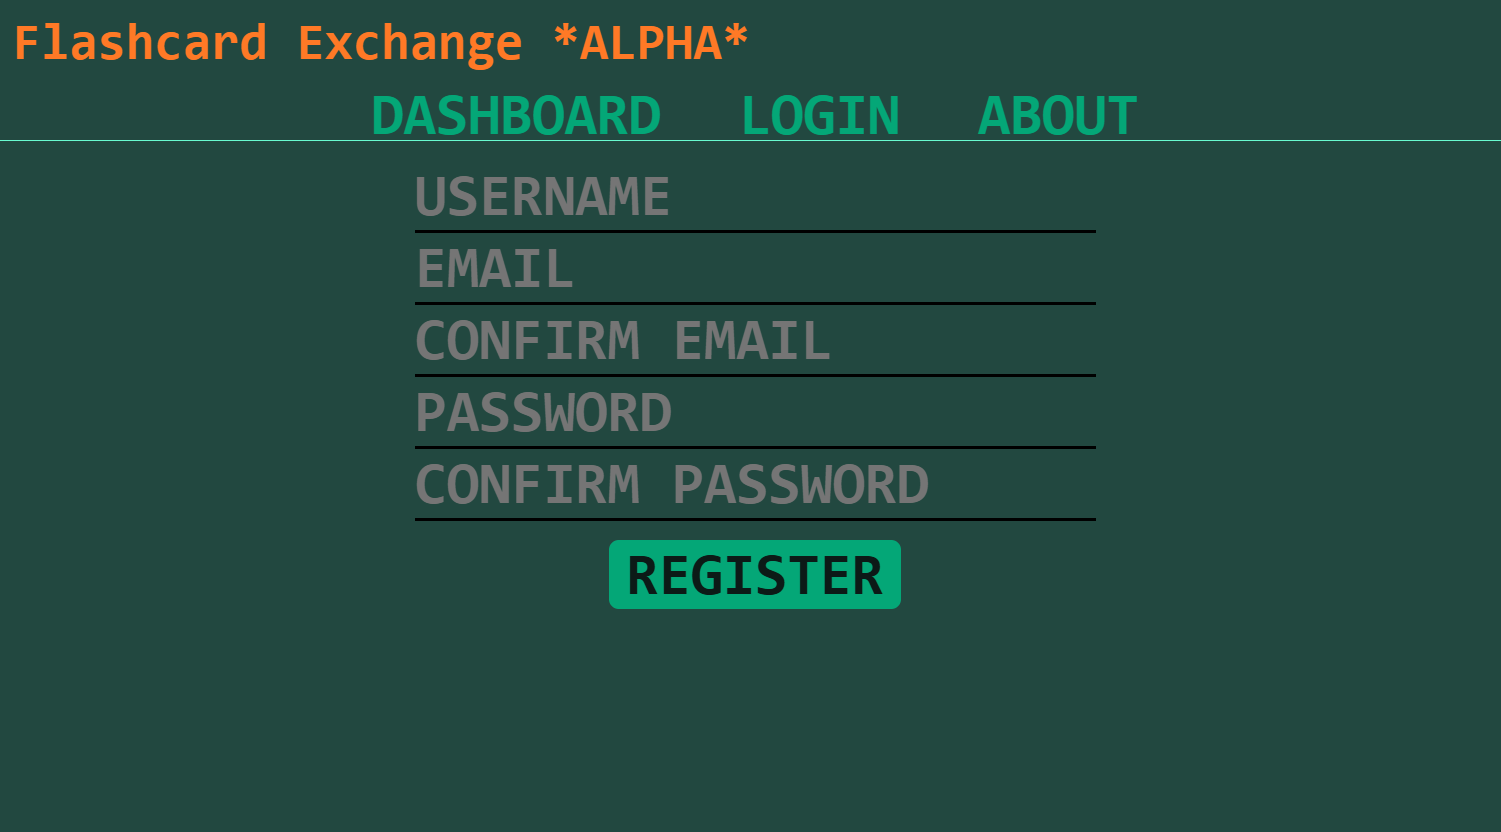 Flashcard Exchange *ALPHA*
DASHBOARD LOGIN ABOUT
USERNAME
EMAIL
CONFIRM EMAIL
PASSWORD
CONFIRM PASSWORD
REGISTER